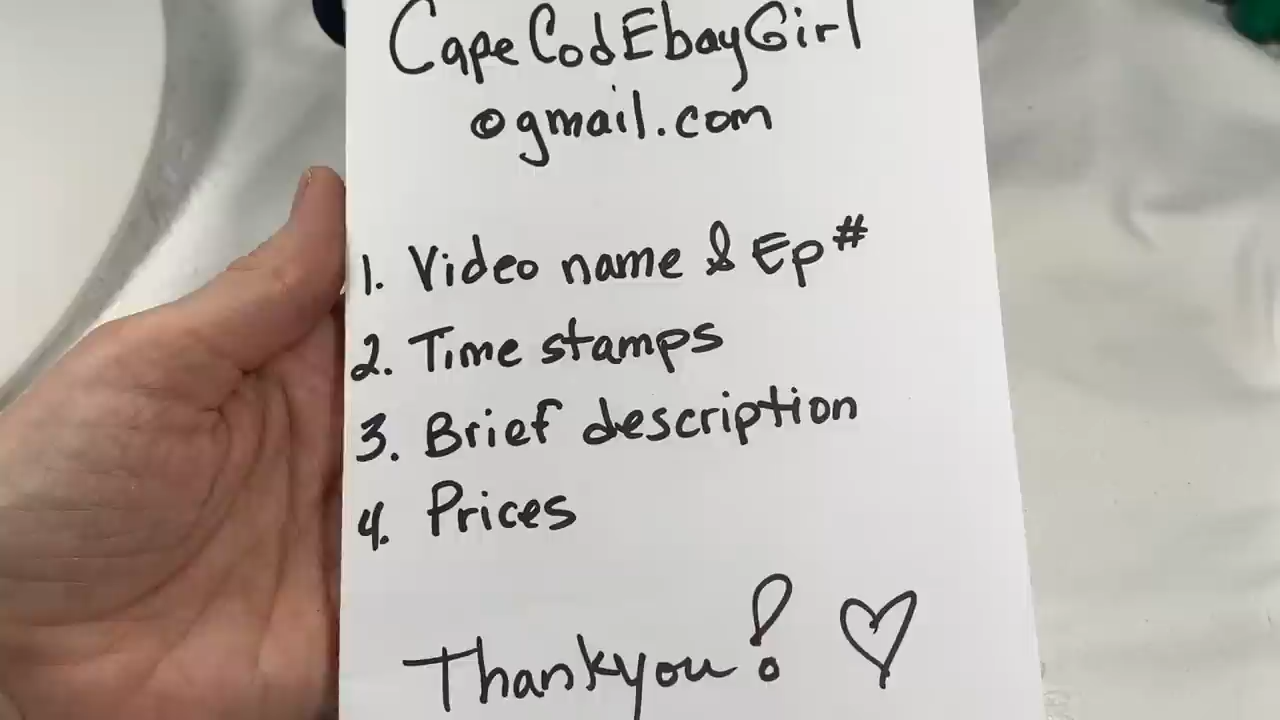 CapeCodEbayGirl
@gmail.com
1. Video name & Ep#
2. Time stamps
3. Brief description
4. Prices
Thankyou! ♡